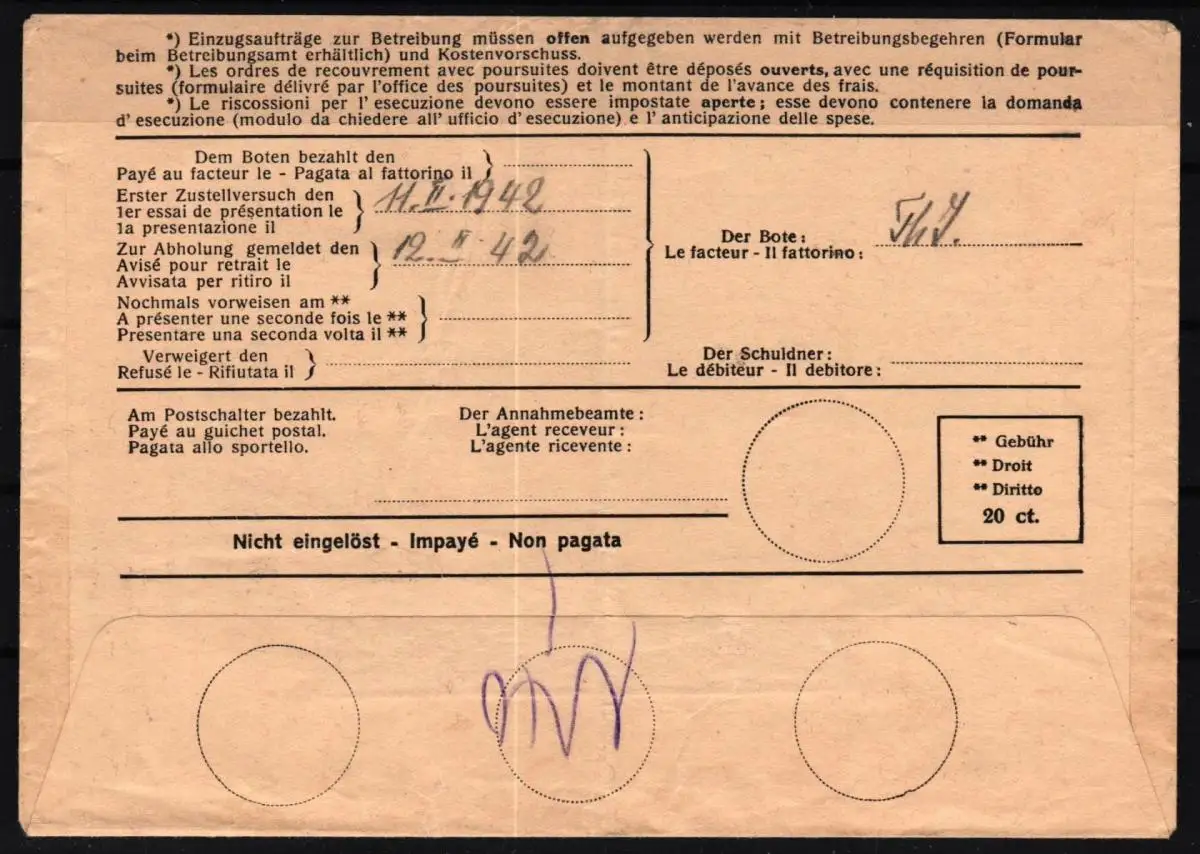 *) Einzugsaufträge zur Betreibung müssen offen aufgegeben werden mit Betreibungsbegehren (Formular
beim Betreibungsamt erhältlich) und Kostenvorschuss.
*) Les ordres de recouvrement avec poursuites doivent être déposés ouverts, avec une réquisition de pour-
suites (formulaire délivré par l'office des poursuites) et le montant de l'avance des frais.
*) Le riscossioni per l'esecuzione devono essere impostate aperte; esse devono contenere la domanda
d'esecuzione (modulo da chiedere all'ufficio d'esecuzione) e l'anticipazione delle spese.
Dem Boten bezahlt den
Payé au facteur le - Pagata al fattorino il
Erster Zustellversuch den
1er essai de présentation le
1a presentazione il
11. II. 1942
Zur Abholung gemeldet den
Avisé pour retrait le
Avvisata per ritiro il
12. II 42
Nochmals vorweisen am **
A présenter une seconde fois le **
Presentare una seconda volta il **
Der Bote:
Le facteur - Il fattorino:
Verweigert den
Refusé le - Rifiutata il
Der Schuldner:
Le débiteur - Il debitore:
Am Postschalter bezahlt.
Payé au guichet postal.
Pagata allo sportello.
Der Annahmebeamte:
L'agent receveur:
L'agente ricevente:
** Gebühr
** Droit
** Diritto
20 ct.
Nicht eingelöst - Impayé - Non pagata